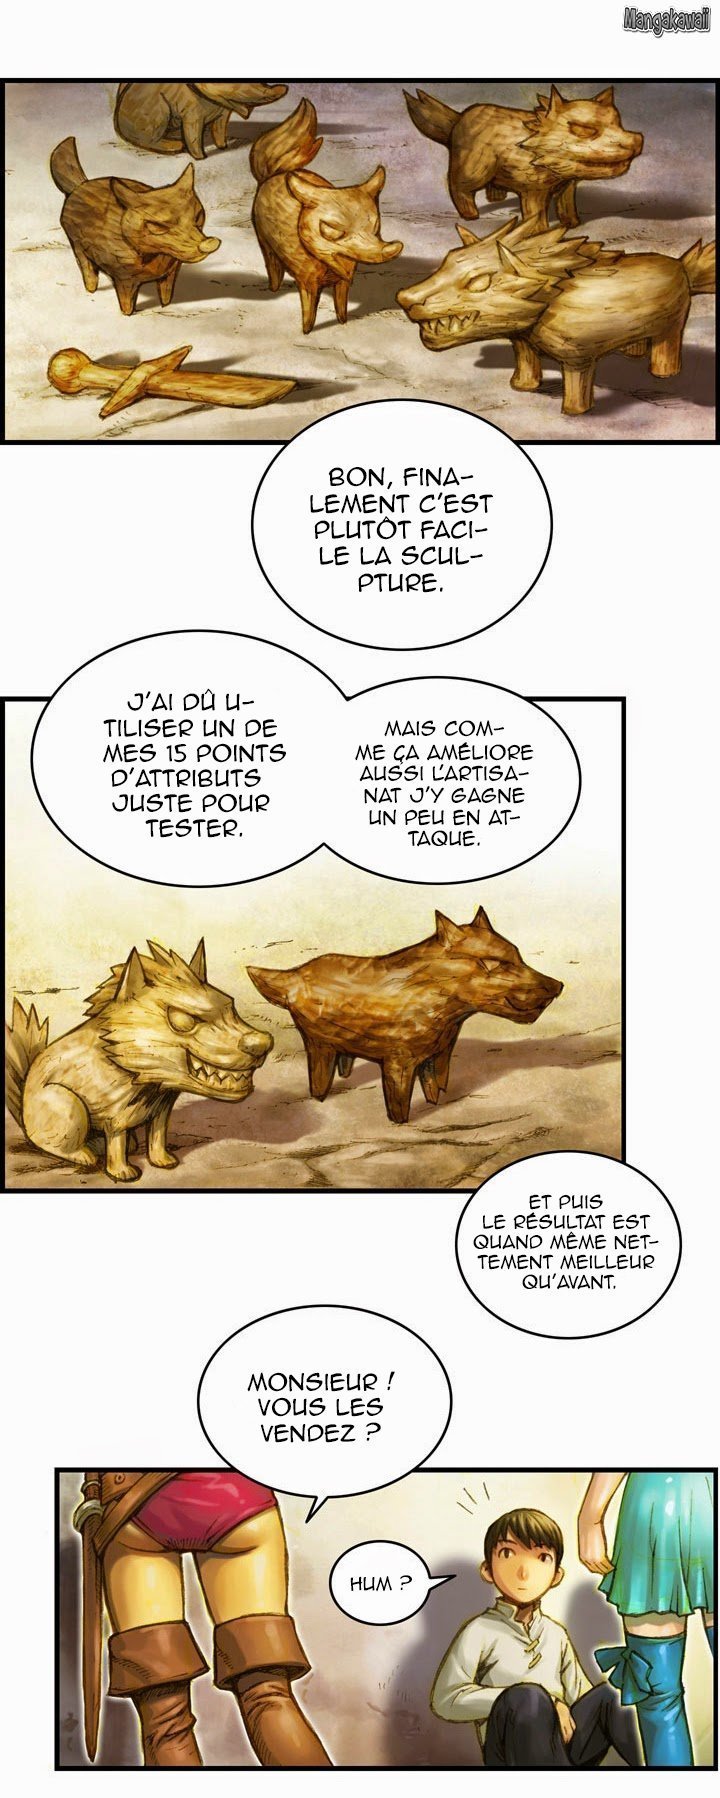 Mangakawaii
BON, FINA-
LEMENT C'EST
PLUTÔT FACI-
LE LA SCUL-
PTURE.
J'AI DÛ U-
TILISER UN DE
MES 15 POINTS
D'ATTRIBUTS
JUSTE POUR
TESTER.
MAIS COM-
ME ÇA AMÉLIORE
AUSSI L'ARTISA-
NAT J'Y GAGNE
UN PEU EN AT-
TAQUE.
ET PUIS
LE RÉSULTAT EST
QUAND MÊME NET-
TEMENT MEILLEUR
QU'AVANT.
MONSIEUR !
VOUS LES
VENDEZ ?
HUM ?